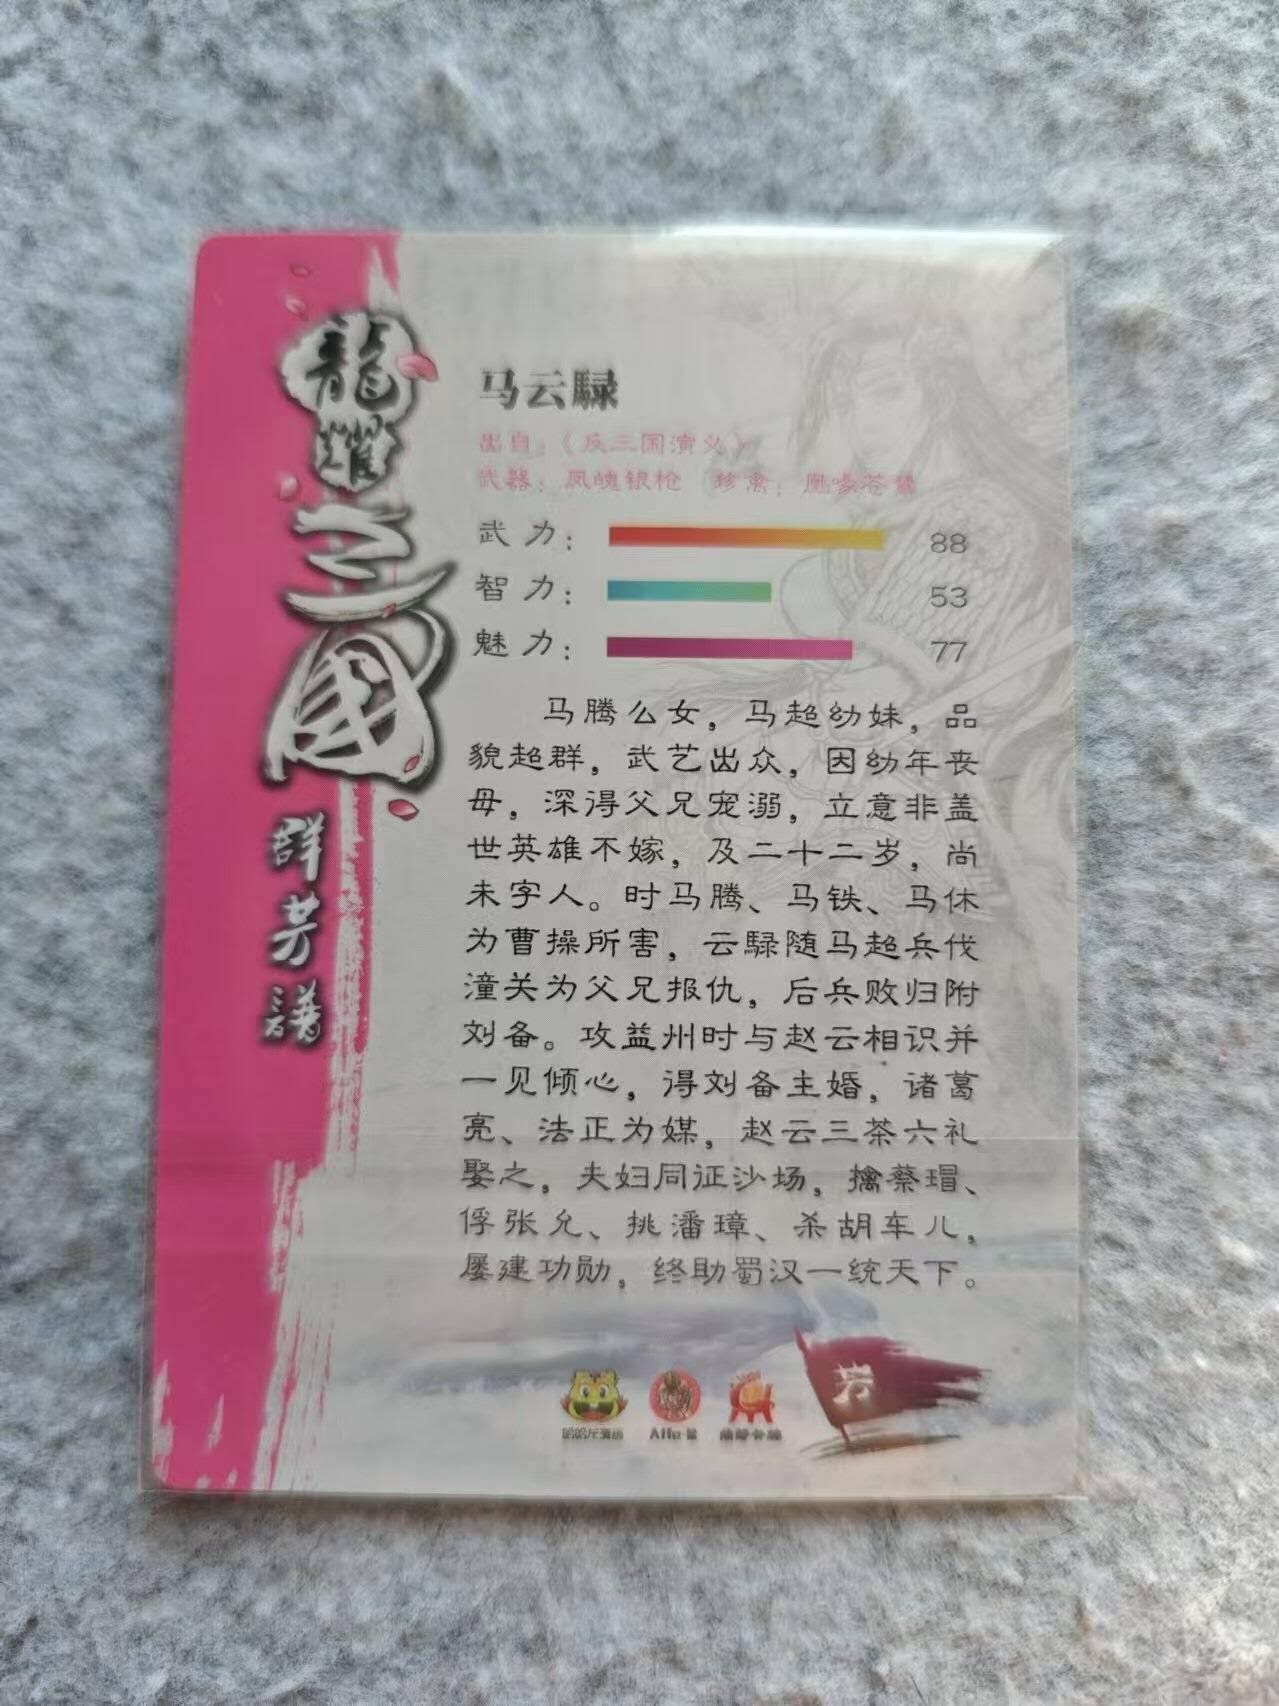 龍耀
三國
群芳譜
马云騄
出自：《反三国演义》
武器：凤魄银枪 珍禽：凰喙苍鸾
武力： 88
智力： 53
魅力： 77
马腾么女，马超幼妹，品
貌超群，武艺出众，因幼年丧
母，深得父兄宠溺，立意非盖
世英雄不嫁，及二十二岁，尚
未字人。时马腾、马铁、马休
为曹操所害，云騄随马超兵伐
潼关为父兄报仇，后兵败归附
刘备。攻益州时与赵云相识并
一见倾心，得刘备主婚，诸葛
亮、法正为媒，赵云三茶六礼
娶之，夫妇同征沙场，擒蔡瑁、
俘张允、挑潘璋、杀胡车儿，
屡建功勋，终助蜀汉一统天下。
芳